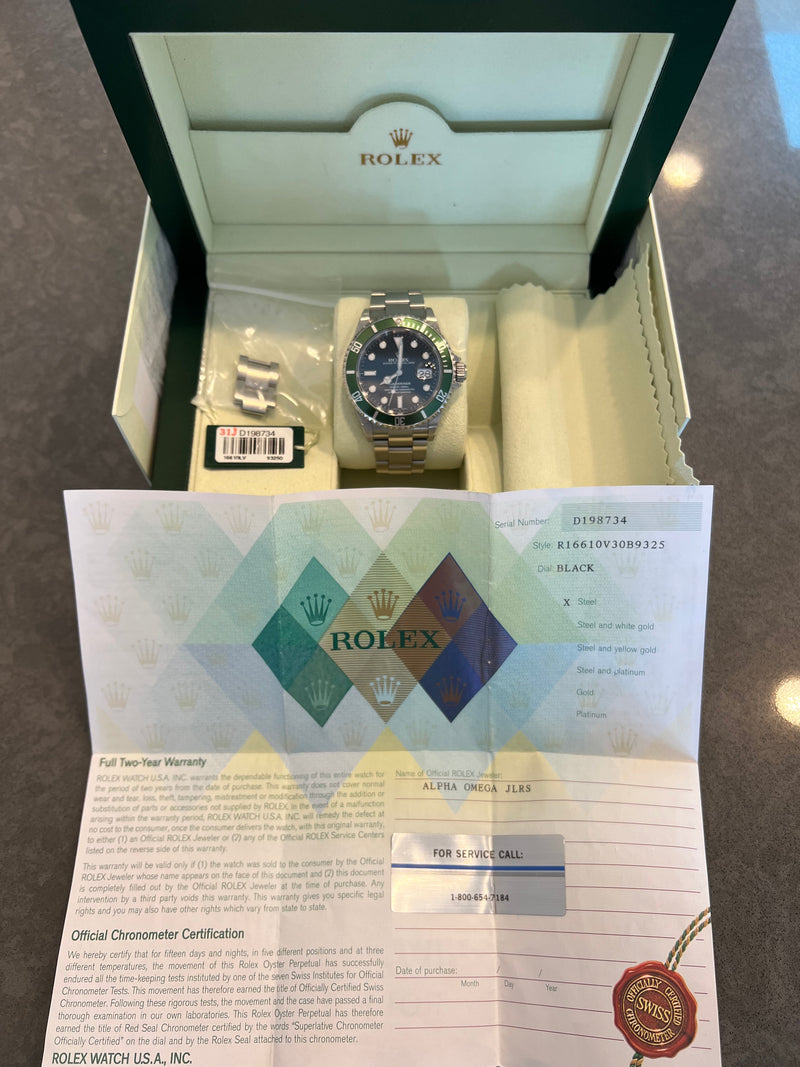 ROLEX
60
20
40
ROLEX
28
31J D198734
16610LV 93250
Serial Number: D198734
Style: R16610V30B9325
Dial: BLACK
X Steel
Steel and white gold
Steel and yellow gold
Steel and platinum
Gold
Platinum
ROLEX
Full Two-Year Warranty
ROLEX WATCH U.S.A. INC. warrants the dependable functioning of this entire watch for
the period of two years from the date of purchase. This warranty does not cover normal
wear and tear, loss, theft, tampering, mistreatment or modification through the addition or
substitution of parts or accessories not supplied by ROLEX. In the event of a malfunction
arising within the warranty period, ROLEX WATCH U.S.A. INC. will remedy the defect at
no cost to the consumer, once the consumer delivers the watch, with this original warranty,
to either (1) an Official ROLEX Jeweler or (2) any of the Official ROLEX Service Centers
listed on the reverse side of this warranty.
This warranty will be valid only if (1) the watch was sold to the consumer by the Official
ROLEX Jeweler whose name appears on the face of this document and (2) this document
is completely filled out by the Official ROLEX Jeweler at the time of purchase. Any
intervention by a third party voids this warranty. This warranty gives you specific legal
rights and you may also have other rights which vary from state to state.
Official Chronometer Certification
We hereby certify that for fifteen days and nights, in five different positions and at three
different temperatures, the movement of this Rolex Oyster Perpetual has successfully
endured all the time-keeping tests instituted by one of the seven Swiss Institutes for Official
Chronometer Tests. This movement has therefore earned the title of Officially Certified Swiss
Chronometer. Following these rigorous tests, the movement and the case have passed a final
thorough examination in our own laboratories. This Rolex Oyster Perpetual has therefore
earned the title of Red Seal Chronometer certified by the words "Superlative Chronometer
Officially Certified" on the dial and by the Rolex Seal attached to this chronometer.
ROLEX WATCH U.S.A., INC.
Name of Official ROLEX Jeweler:
ALPHA OMEGA JLRS
FOR SERVICE CALL:
1-800-654-7184
Date of purchase: / /
Month Day Year
OFFICIALLY CERTIFIED
SWISS
CHRONOMETER